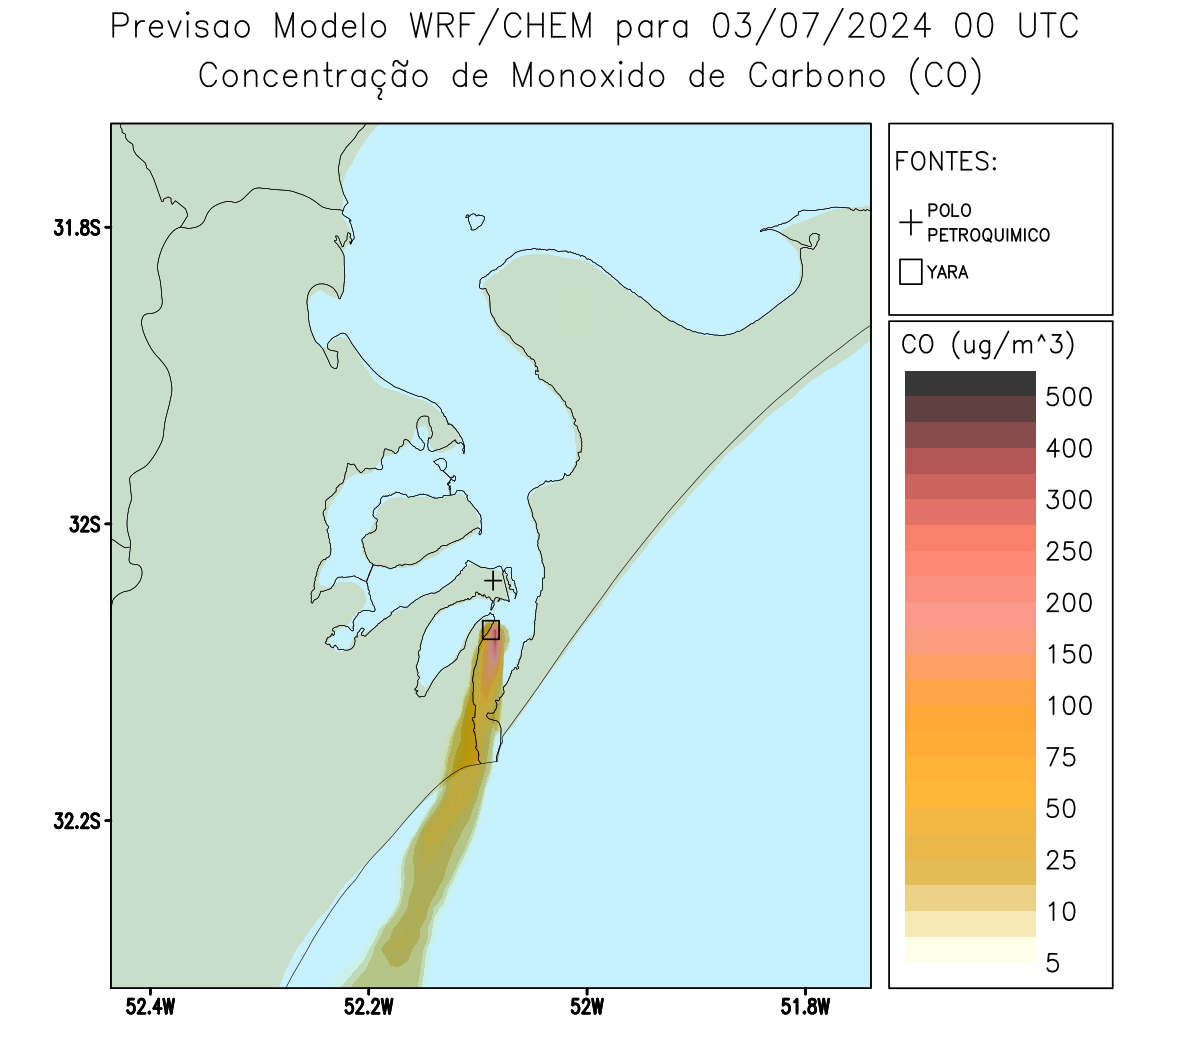 Previsao Modelo WRF/CHEM para 03/07/2024 00 UTC
Concentração de Monoxido de Carbono (CO)
FONTES:
POLO
PETROQUIMICO
YARA
CO (ug/m^3)
500
400
300
250
200
150
100
75
50
25
10
5
31.8S
32S
32.2S
52.4W
52.2W
52W
51.8W